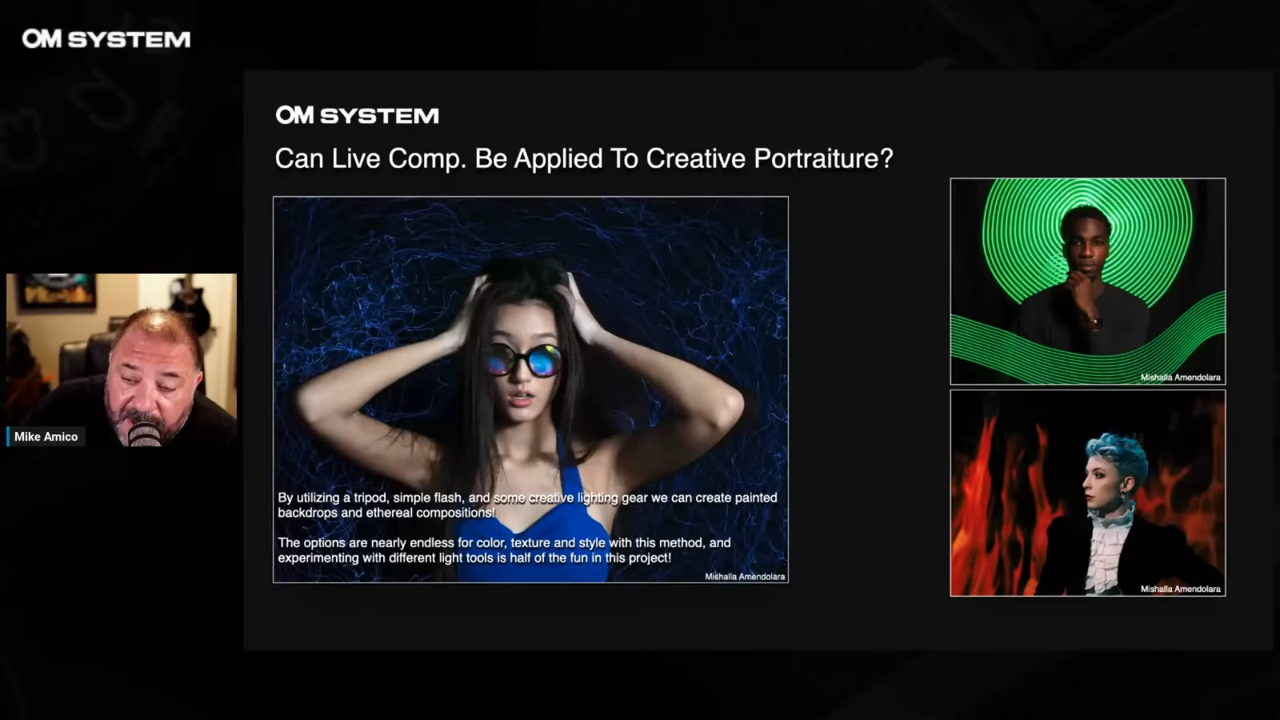 OM SYSTEM
OM SYSTEM
Can Live Comp. Be Applied To Creative Portraiture?
By utilizing a tripod, simple flash, and some creative lighting gear we can create painted
backdrops and ethereal compositions!
The options are nearly endless for color, texture and style with this method, and
experimenting with different light tools is half of the fun in this project!
Mishalla Amendolara
Mishalla Amendolara
Mishalla Amendolara
Mike Amico